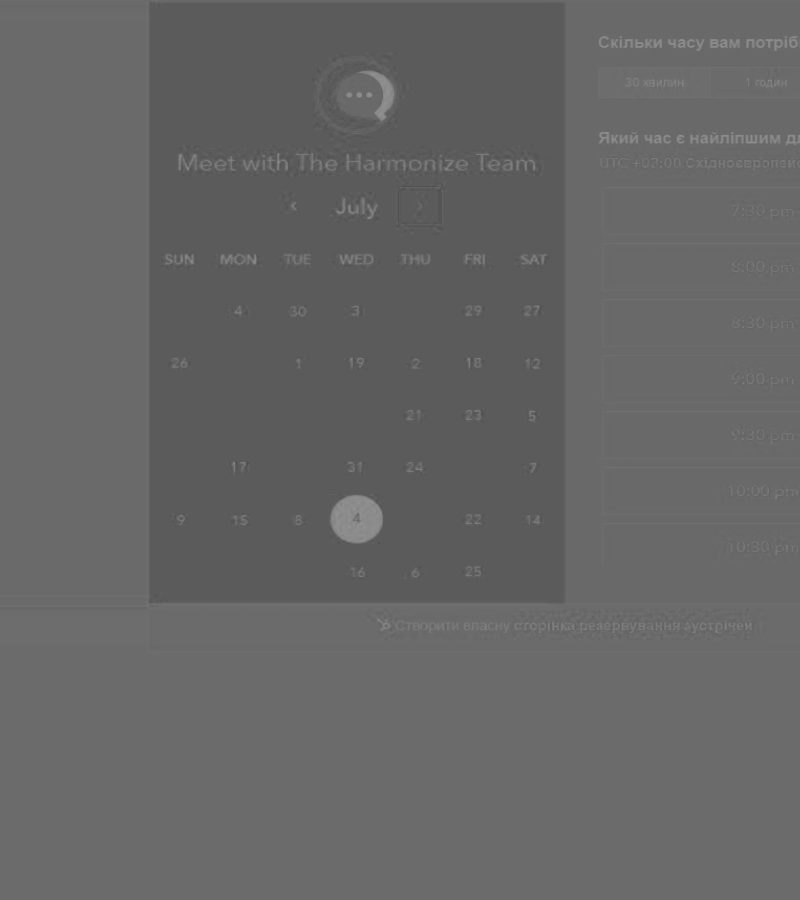 Скільки часу вам потріб
30 хвилин
1 годин
Meet with The Harmonize Team
July
Який час є найліпшим дл
UTC +03:00 Східноєвропейс
SUN MON TUE WED THU FRI SAT
4 30 3 29 27
26 1 19 2 18 12
21 23 5
17 31 24 7
9 15 8 4 22 14
16 6 25
7:30 pm
8:00 pm
8:30 pm
9:00 pm
9:30 pm
10:00 pm
10:30 pm
Створити власну сторінка резервування зустрічей